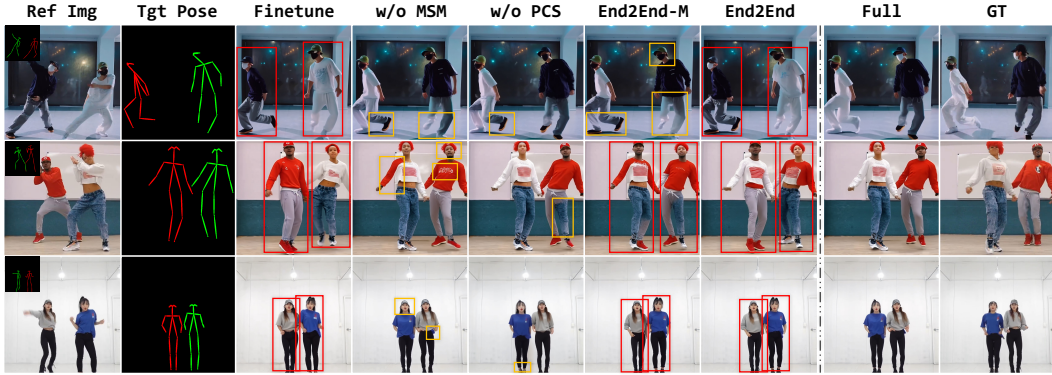 Ref Img Tgt Pose Finetune w/o MSM w/o PCS End2End-M End2End Full GT